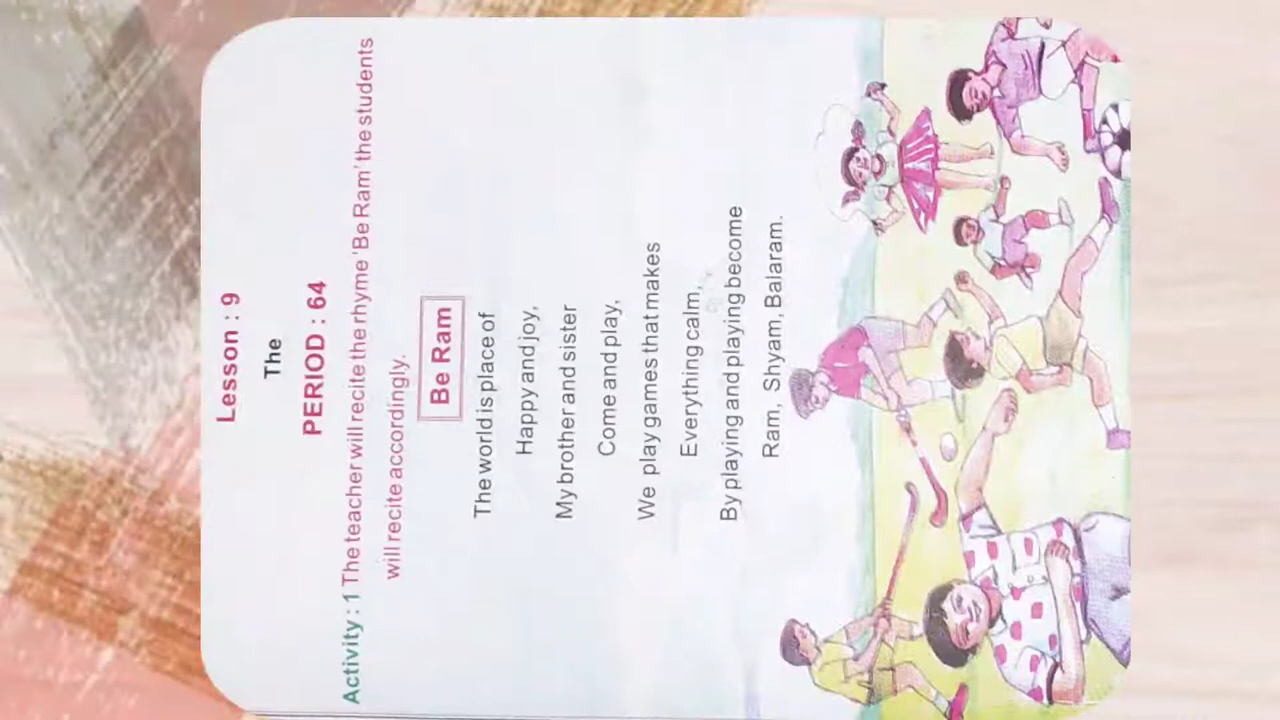 Lesson : 9
The
PERIOD : 64
Activity : 1 The teacher will recite the rhyme 'Be Ram' the students
will recite accordingly.
Be Ram
The world is place of
Happy and joy,
My brother and sister
Come and play,
We play games that makes
Everything calm,
By playing and playing become
Ram, Shyam, Balaram.